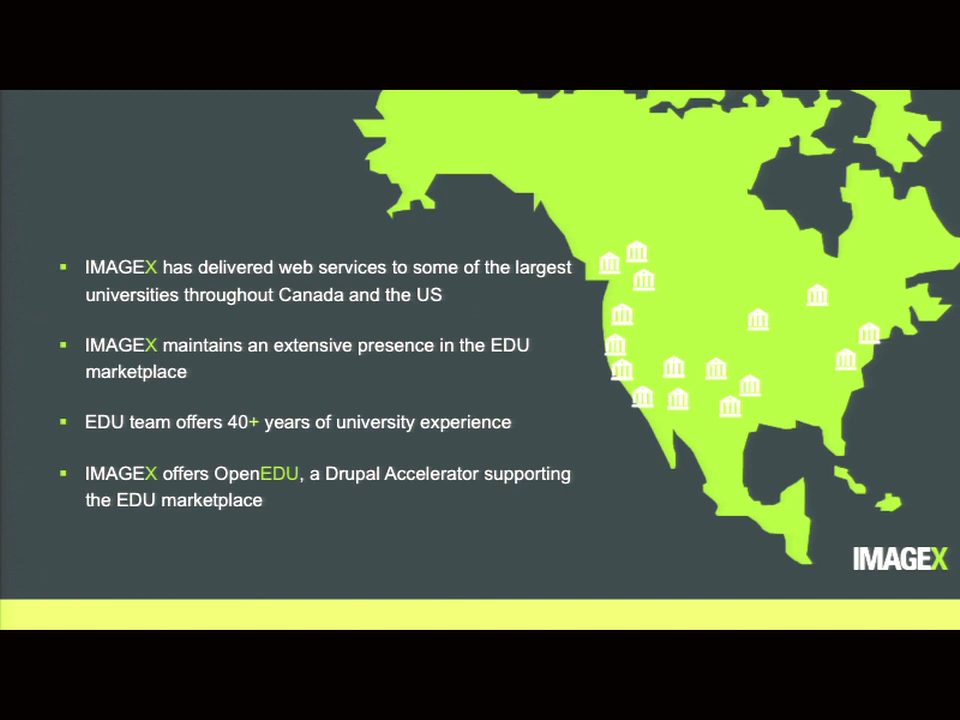 ▪ IMAGEX has delivered web services to some of the largest
universities throughout Canada and the US
▪ IMAGEX maintains an extensive presence in the EDU
marketplace
▪ EDU team offers 40+ years of university experience
▪ IMAGEX offers OpenEDU, a Drupal Accelerator supporting
the EDU marketplace
IMAGEX